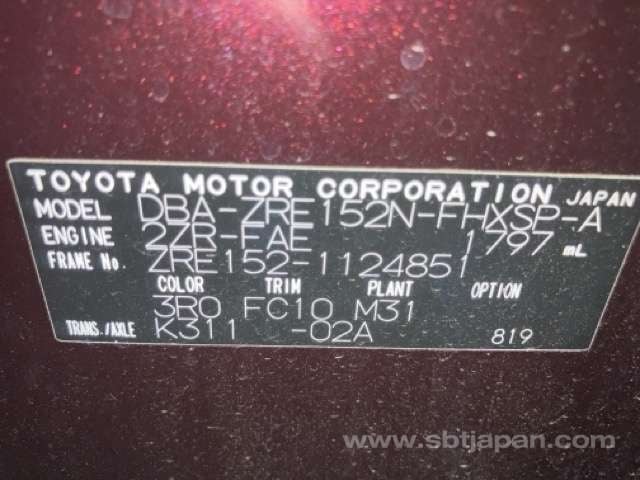 TOYOTA MOTOR CORPORATION JAPAN
MODEL DBA-ZRE152N-FHXSP-A
ENGINE 2ZR-FAE 1797 mL
FRAME No. ZRE152-1124851
COLOR TRIM PLANT OPTION
3R0 FC10 M31
TRANS./AXLE K311 -02A 819
www.sbtjapan.com